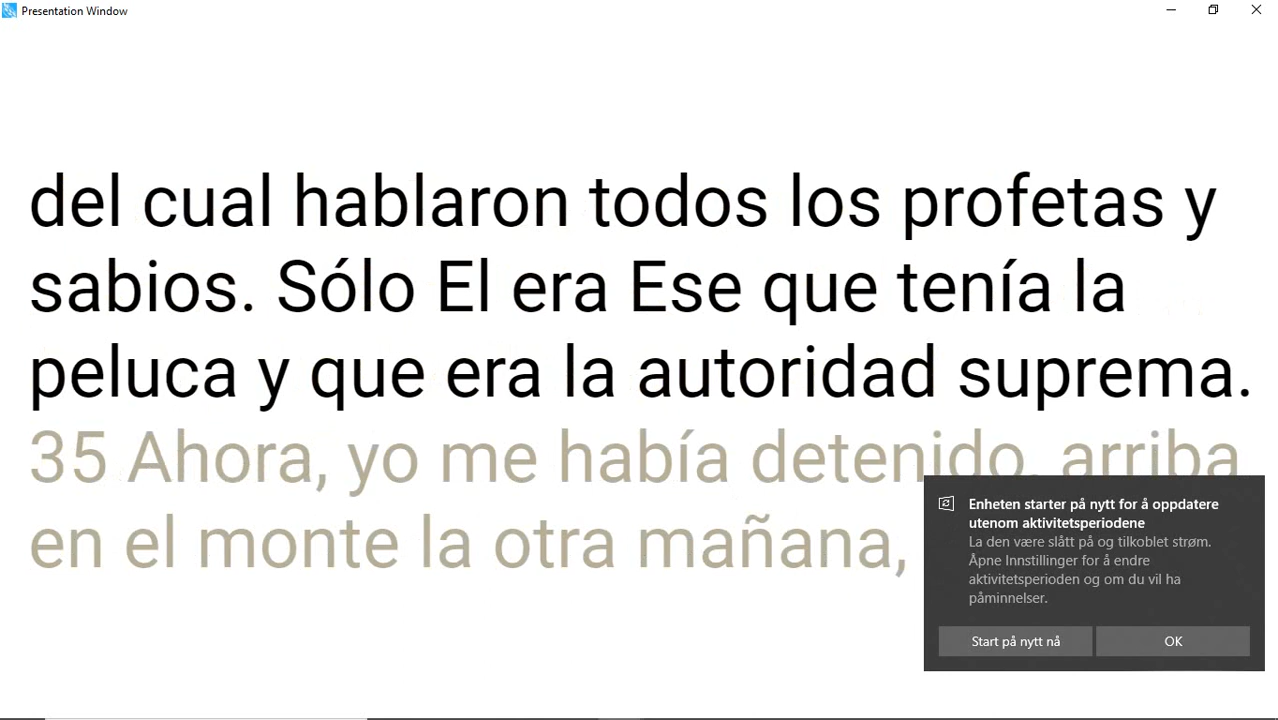 Presentation Window
del cual hablaron todos los profetas y
sabios. Sólo El era Ese que tenía la
peluca y que era la autoridad suprema.
35 Ahora, yo me había detenido, arriba
en el monte la otra mañana,
Enheten starter på nytt for å oppdatere
utenom aktivitetsperiodene
La den være slått på og tilkoblet strøm.
Åpne Innstillinger for å endre
aktivitetsperioden og om du vil ha
påminnelser.
Start på nytt nå
OK